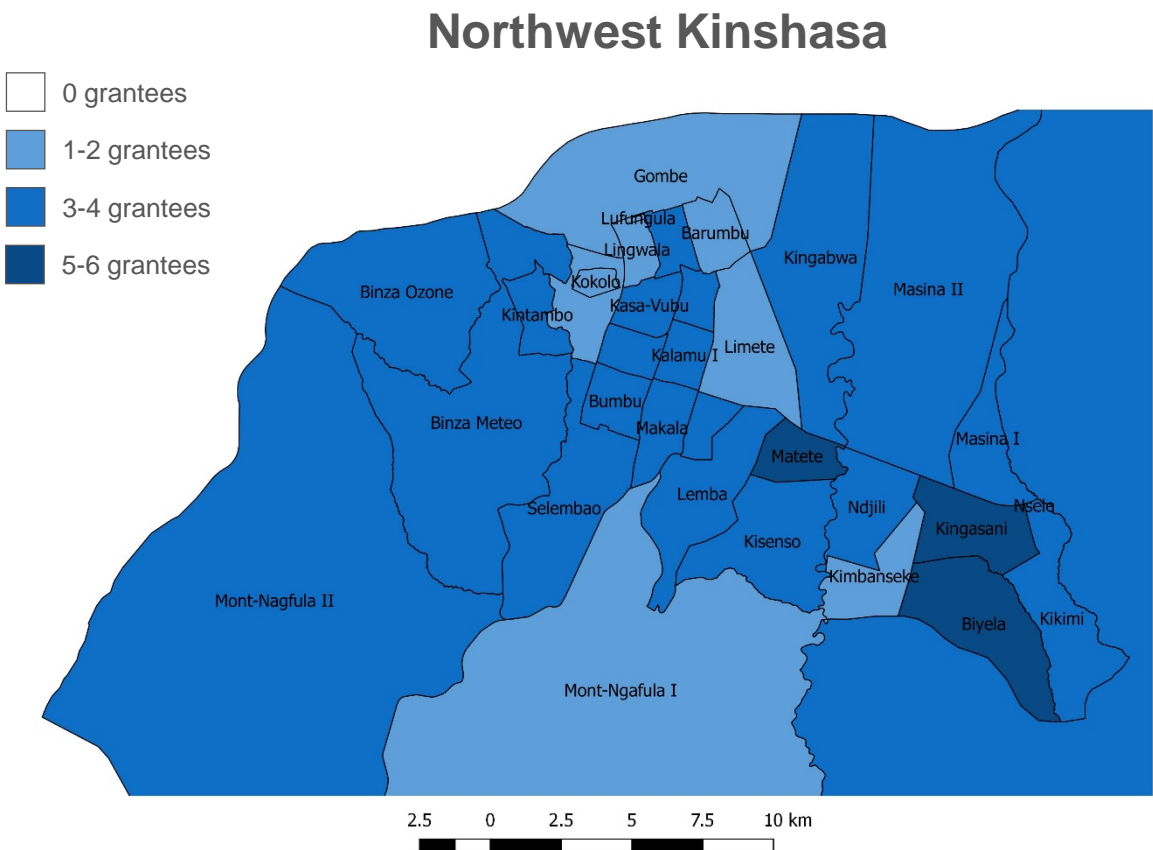 Northwest Kinshasa
0 grantees
1-2 grantees
3-4 grantees
5-6 grantees
Gombe
Lufungula
Barumbu
Lingwala
Kingabwa
Kokolo
Binza Ozone
Masina II
Kasa-Vubu
Kintambo
Limete
Kalamu I
Bumbu
Binza Meteo
Makala
Masina I
Matete
Lemba
Ndjili
Nsele
Selembao
Kingasani
Kisenso
Kimbanseke
Mont-Nagfula II
Biyela
Kikimi
Mont-Ngafula I
2.5 0 2.5 5 7.5 10 km